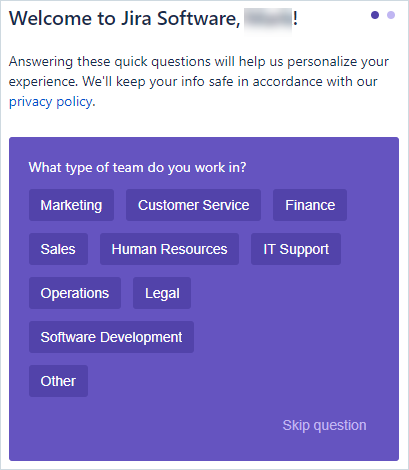 Welcome to Jira Software, !
Answering these quick questions will help us personalize your
experience. We'll keep your info safe in accordance with our
privacy policy.
What type of team do you work in?
Marketing Customer Service Finance
Sales Human Resources IT Support
Operations Legal
Software Development
Other
Skip question